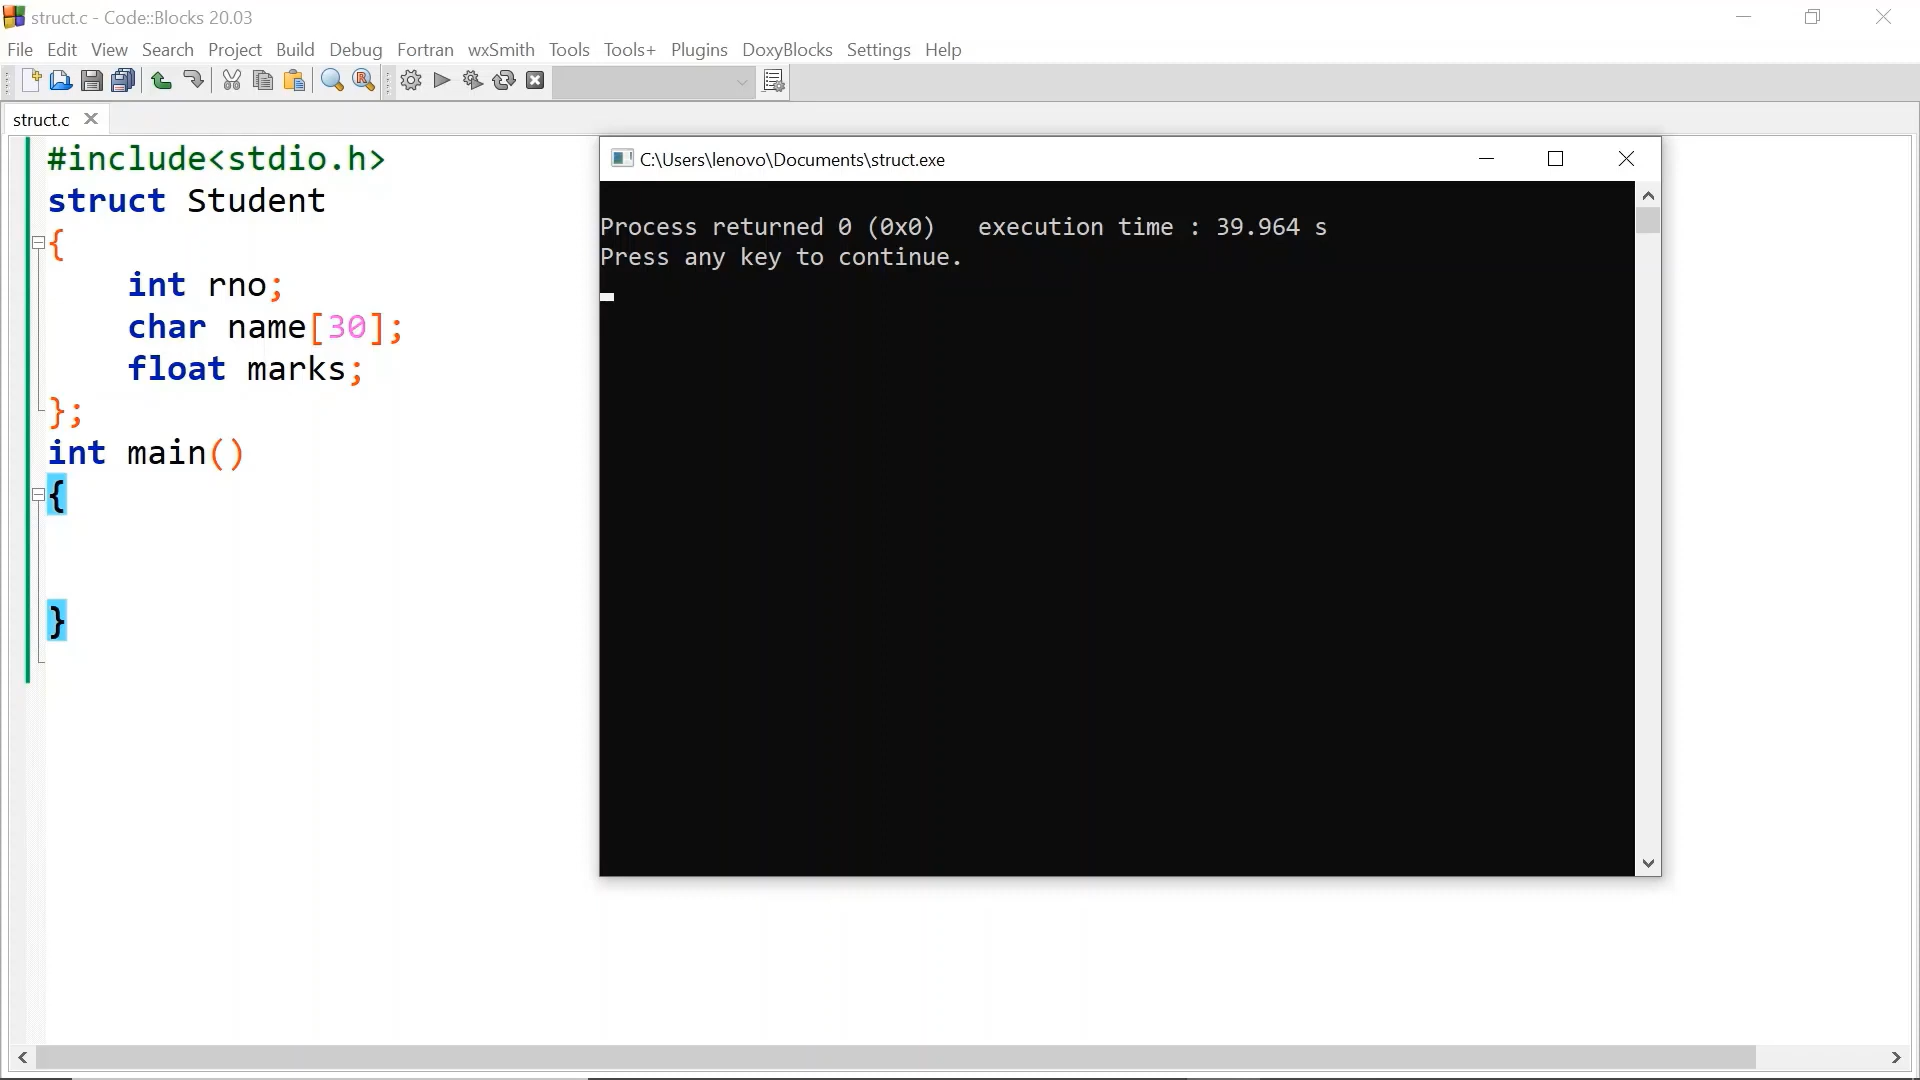 struct.c - Code::Blocks 20.03
File Edit View Search Project Build Debug Fortran wxSmith Tools Tools+ Plugins DoxyBlocks Settings Help
struct.c
#include<stdio.h>
struct Student
{
int rno;
char name[30];
float marks;
};
int main()
{
}
C:\Users\lenovo\Documents\struct.exe
Process returned 0 (0x0)   execution time : 39.964 s
Press any key to continue.